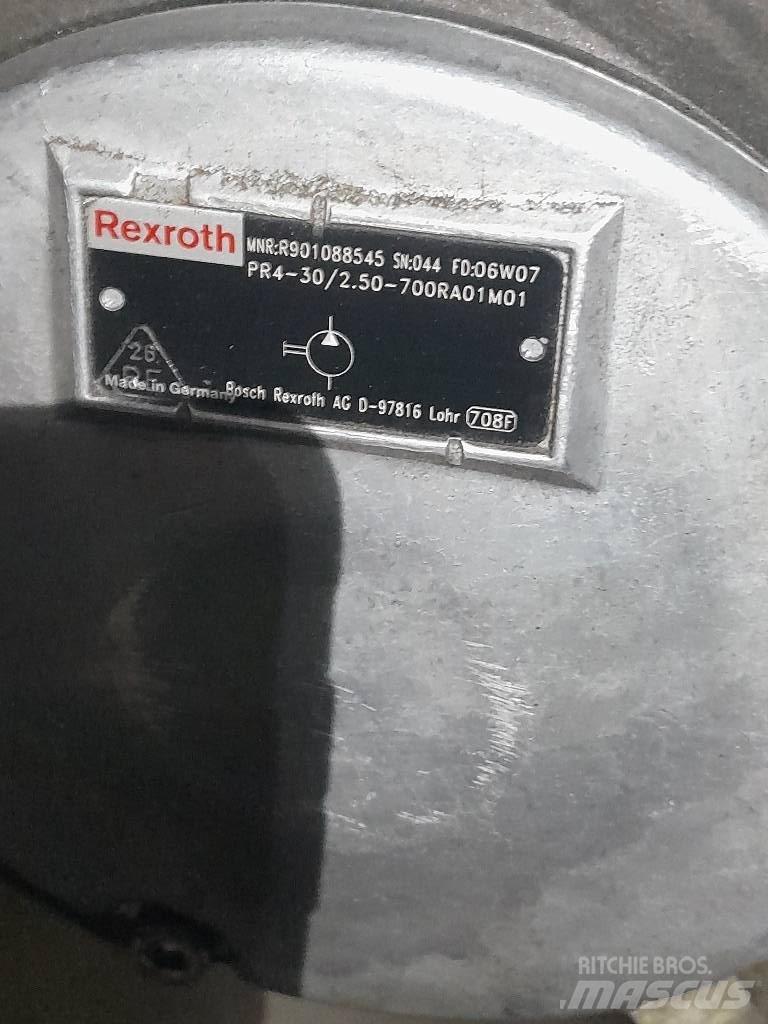 Rexroth MNR:R901088545 SN:044 FD:06W07
PR4-30/2.50-700RA01M01
26
Made in Germany Bosch Rexroth AG D-97816 Lohr 708F
RITCHIE BROS.
MASCUS